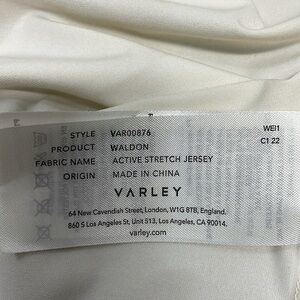 STYLE VAR00876
PRODUCT WALDON
FABRIC NAME ACTIVE STRETCH JERSEY
ORIGIN MADE IN CHINA
WEI1
C1 22
VARLEY
64 New Cavendish Street, London, W1G 8TB, England.
860 S Los Angeles St, Unit 513, Los Angeles, CA 90014.
varley.com